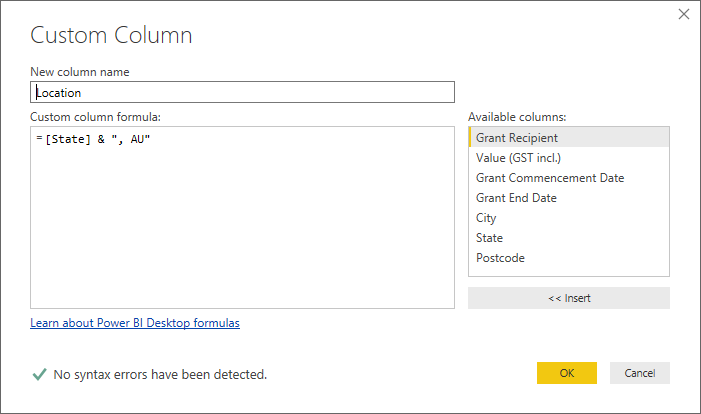 Custom Column
New column name
Location
Custom column formula:
= [State] & ", AU"
Available columns:
Grant Recipient
Value (GST incl.)
Grant Commencement Date
Grant End Date
City
State
Postcode
<< Insert
Learn about Power BI Desktop formulas
No syntax errors have been detected.
OK
Cancel